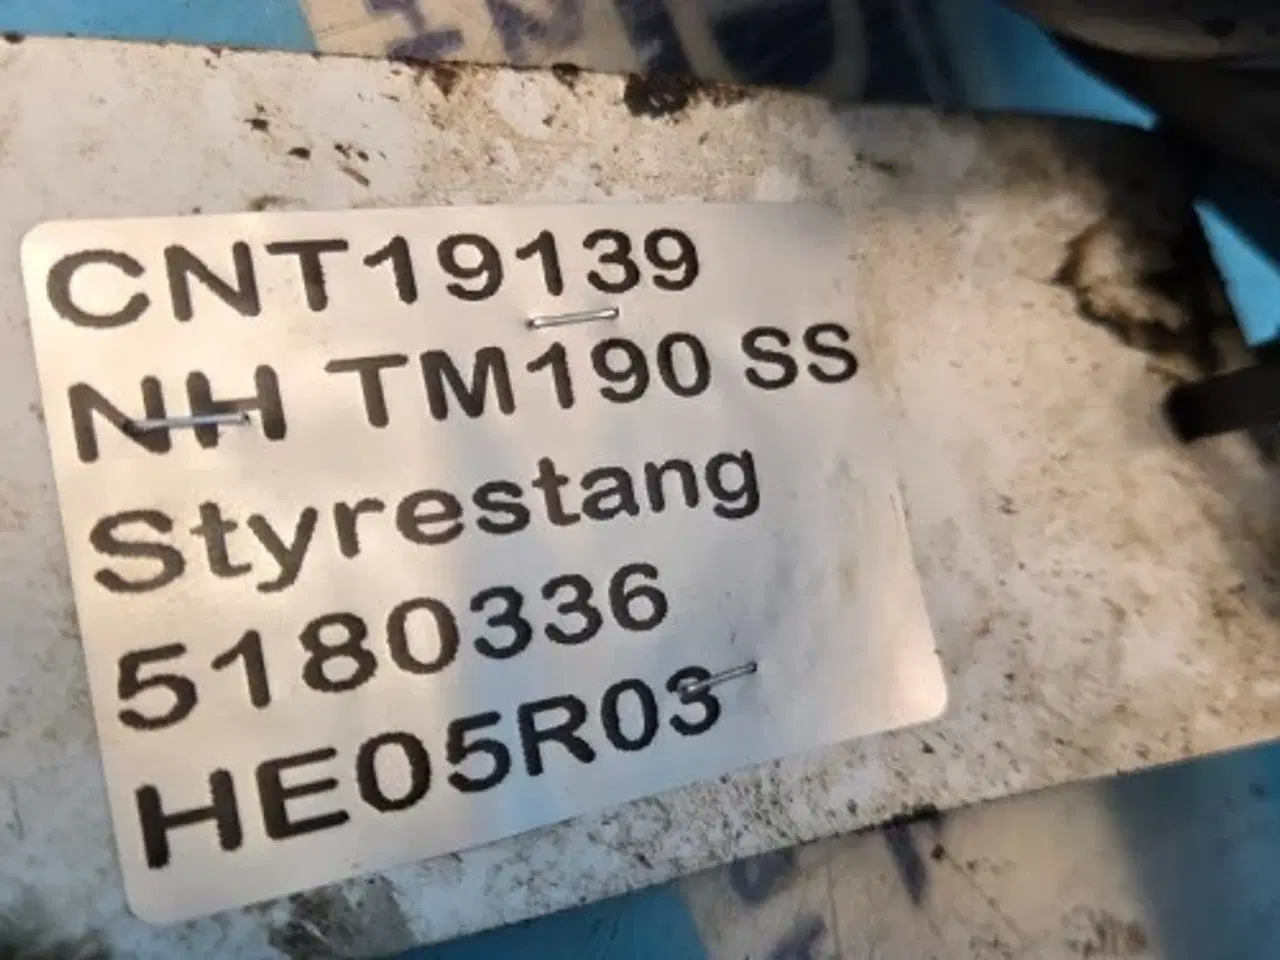 CNT19139
NH TM190 SS
Styrestang
5180336
HE05R03